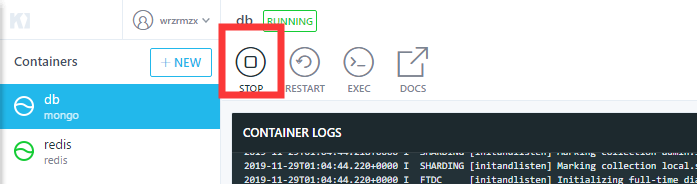 wrzrmzx
db RUNNING
Containers + NEW
STOP RESTART EXEC DOCS
db
mongo
redis
redis
CONTAINER LOGS
2019-11-29T01:04:44.220+0000 I SHARDING [initandlisten] Marking collection local.s
2019-11-29T01:04:44.220+0000 I FTDC [initandlisten] Initializing full-time di